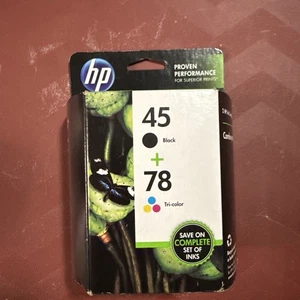 hp
PROVEN
PERFORMANCE
FOR SUPERIOR PRINTS
45
Black
+
78
Tri-color
SAVE ON
COMPLETE
SET OF
INKS